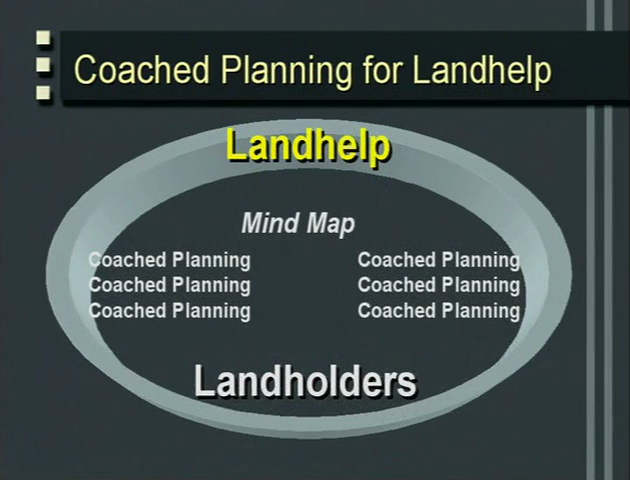 Coached Planning for Landhelp
Landhelp
Mind Map
Coached Planning Coached Planning
Coached Planning Coached Planning
Coached Planning Coached Planning
Landholders